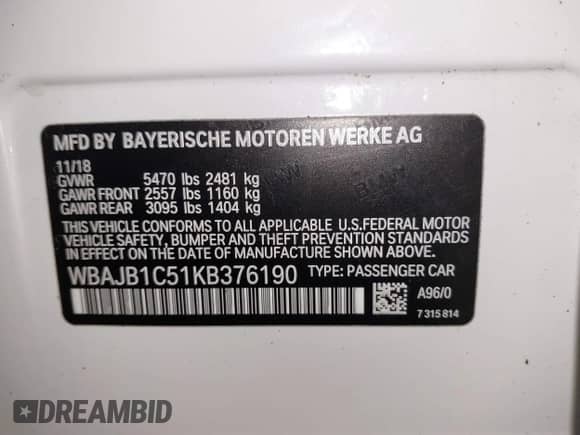 MFD BY BAYERISCHE MOTOREN WERKE AG
11/18
GVWR 5470 lbs 2481 kg
GAWR FRONT 2557 lbs 1160 kg
GAWR REAR 3095 lbs 1404 kg
THIS VEHICLE CONFORMS TO ALL APPLICABLE U.S.FEDERAL MOTOR
VEHICLE SAFETY, BUMPER, AND THEFT PREVENTION STANDARDS
IN EFFECT ON THE DATE OF MANUFACTURE SHOWN ABOVE.
WBAJB1C51KB376190 TYPE: PASSENGER CAR
A96/0
7 315 814
DREAMBID